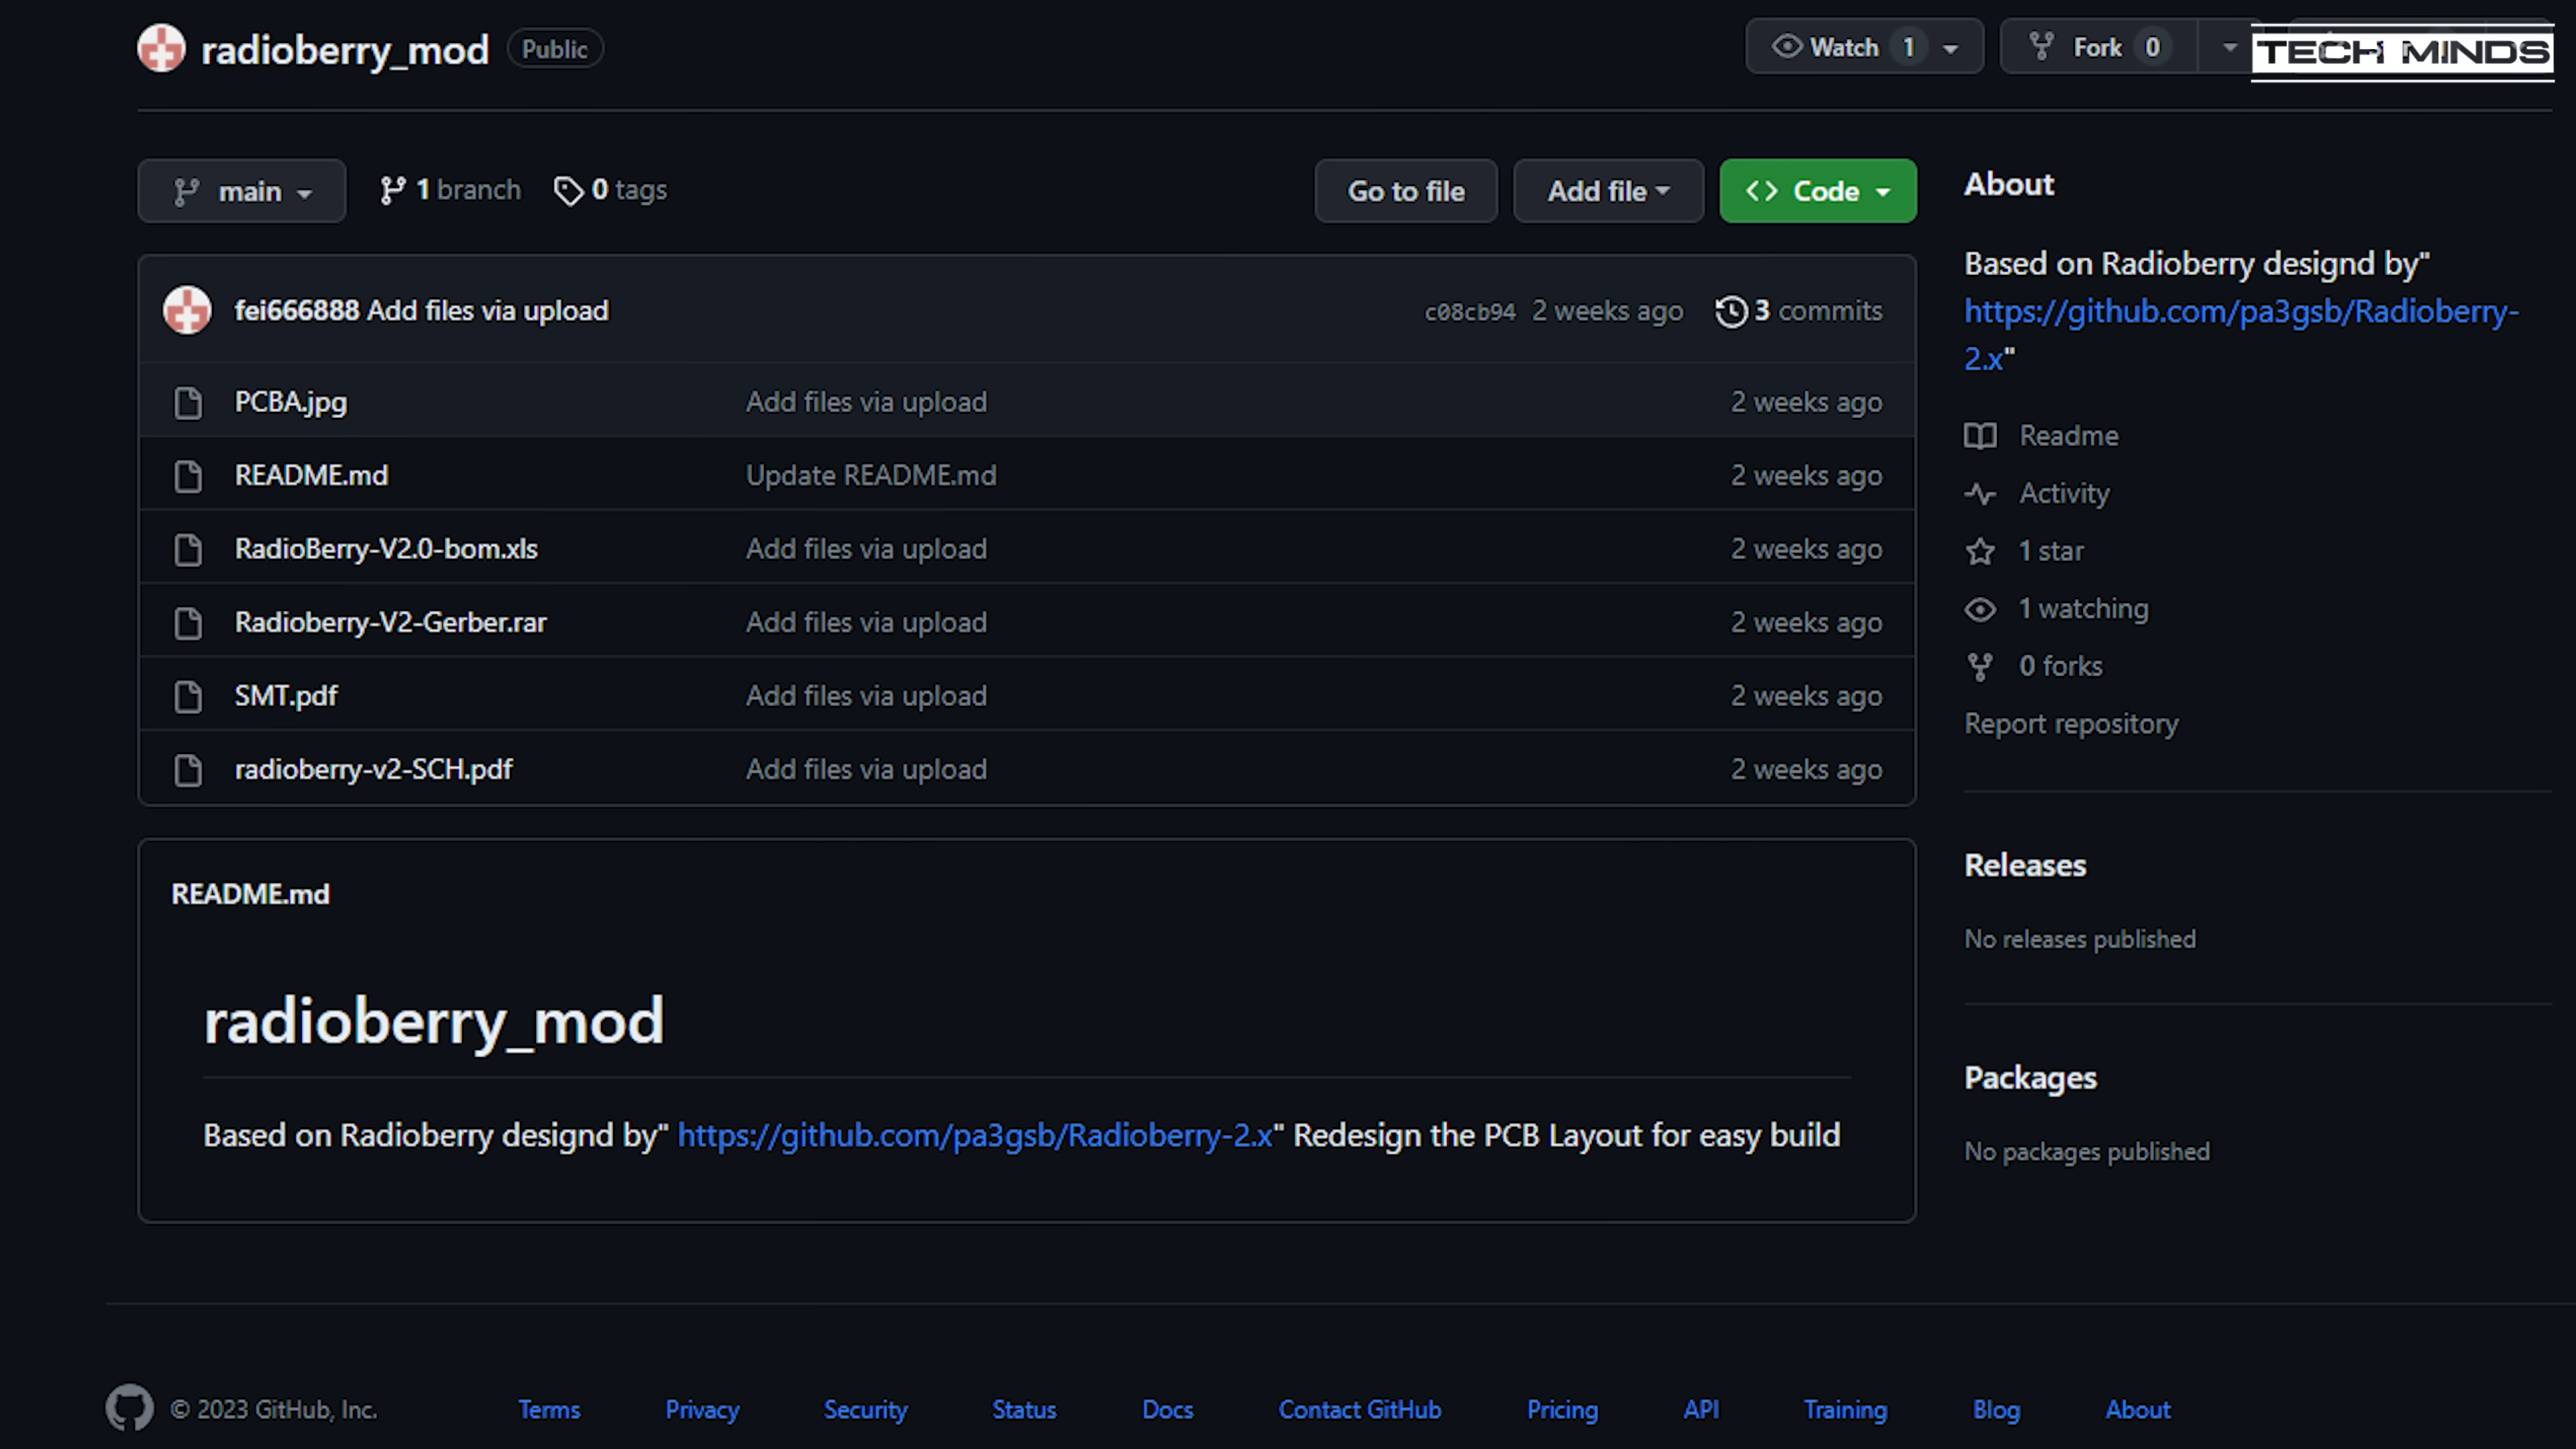 radioberry_mod Public
Watch 1 Fork 0 TECH MINDS
main 1 branch 0 tags
Go to file Add file Code
fei666888 Add files via upload c08cb94 2 weeks ago 3 commits
PCBA.jpg Add files via upload 2 weeks ago
README.md Update README.md 2 weeks ago
RadioBerry-V2.0-bom.xls Add files via upload 2 weeks ago
Radioberry-V2-Gerber.rar Add files via upload 2 weeks ago
SMT.pdf Add files via upload 2 weeks ago
radioberry-v2-SCH.pdf Add files via upload 2 weeks ago
README.md
radioberry_mod
Based on Radioberry designd by" https://github.com/pa3gsb/Radioberry-2.x" Redesign the PCB Layout for easy build
About
Based on Radioberry designd by"
https://github.com/pa3gsb/Radioberry-
2.x"
Readme
Activity
1 star
1 watching
0 forks
Report repository
Releases
No releases published
Packages
No packages published
© 2023 GitHub, Inc. Terms Privacy Security Status Docs Contact GitHub Pricing API Training Blog About